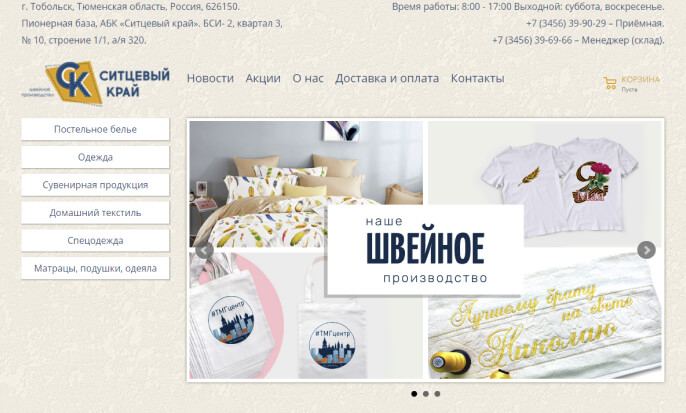 г. Тобольск, Тюменская область, Россия, 626150.
Пионерная база, АБК «Ситцевый край». БСИ- 2, квартал 3,
№ 10, строение 1/1, а/я 320.
Время работы: 8:00 - 17:00 Выходной: суббота, воскресенье.
+7 (3456) 39-90-29 – Приёмная.
+7 (3456) 39-69-66 – Менеджер (склад).
СК
СИТЦЕВЫЙ
КРАЙ
швейное
производство
Новости Акции О нас Доставка и оплата Контакты
КОРЗИНА
Пуста
Постельное белье
Одежда
Сувенирная продукция
Домашний текстиль
Спецодежда
Матрацы, подушки, одеяла
наше
ШВЕЙНОЕ
производство
9 Мая
#ТМГцентр
#ТМГцентр
Лучшему брату
на свете
Николаю